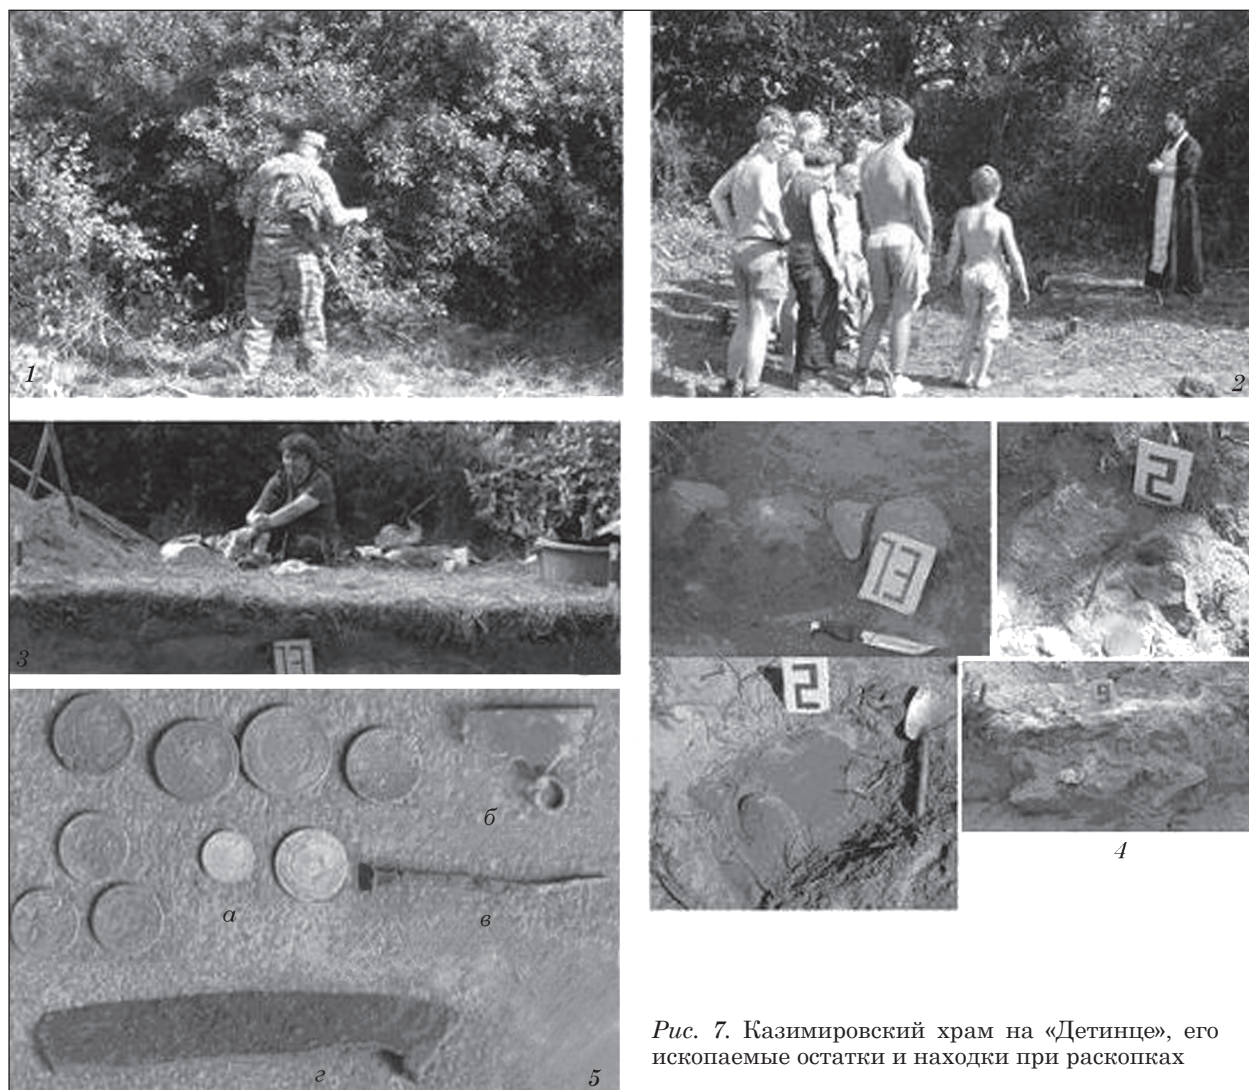 1
2
3
13
13
2
2
9
4
а
б
в
г
5
Рис. 7. Казимировский храм на «Детинце», его
ископаемые остатки и находки при раскопках